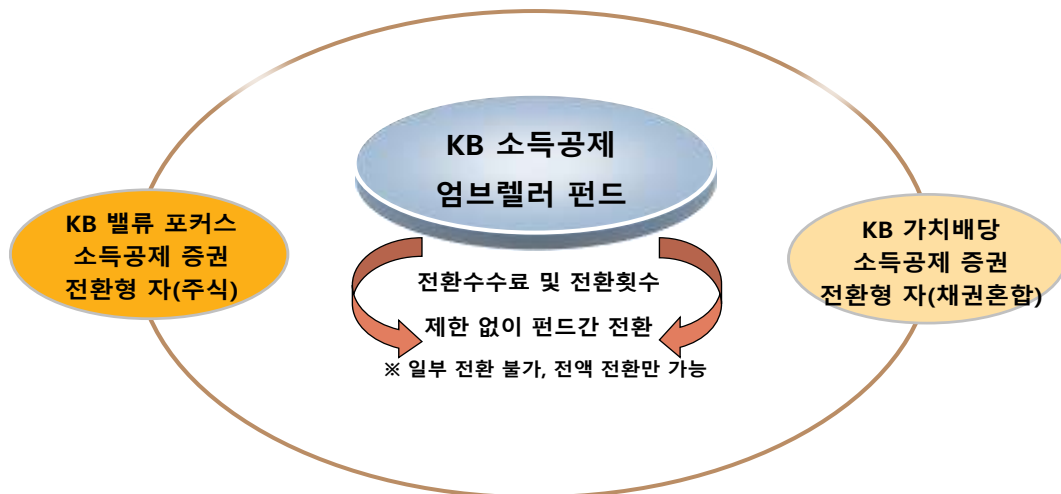 KB 소득공제
엄브렐러 펀드
KB 밸류 포커스
소득공제 증권
전환형 자(주식)
전환수수료 및 전환횟수
제한 없이 펀드간 전환
※ 일부 전환 불가, 전액 전환만 가능
KB 가치배당
소득공제 증권
전환형 자(채권혼합)